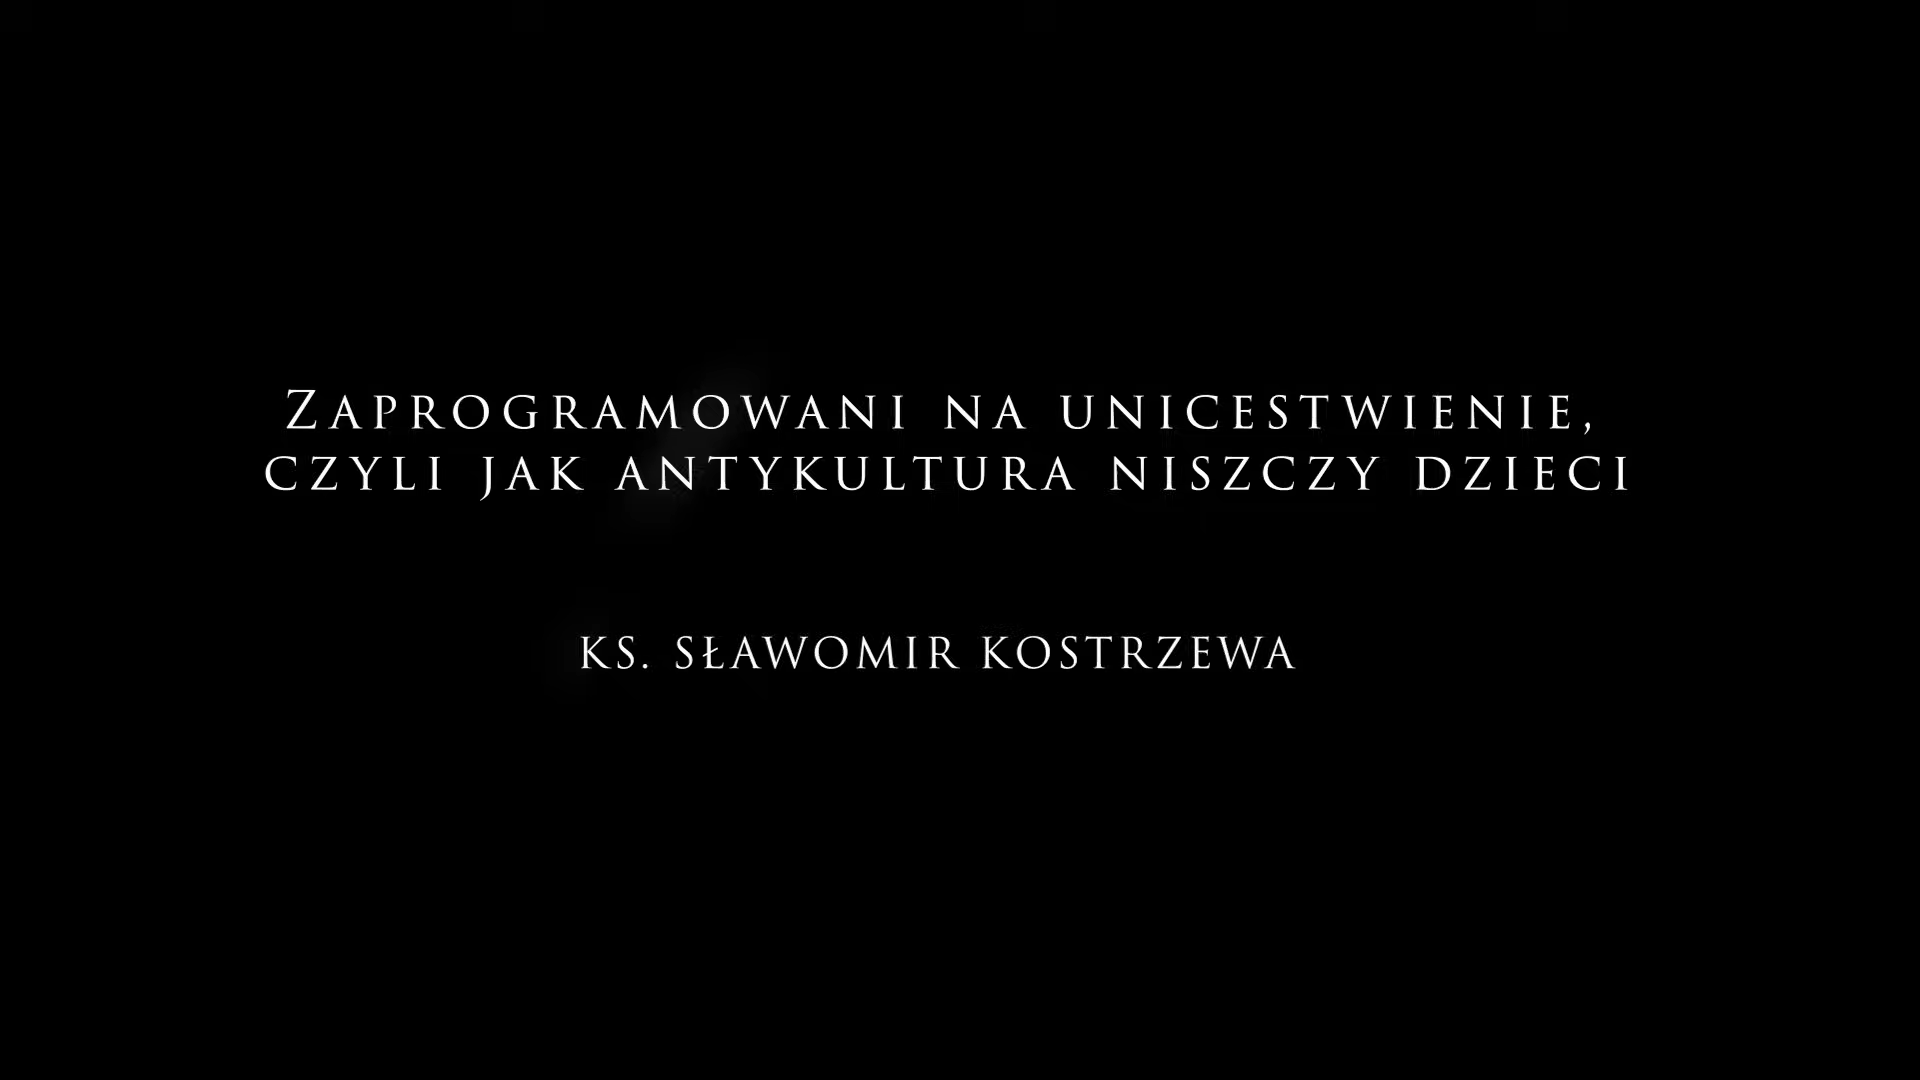 Zaprogramowani na unicestwienie,
czyli jak antykultura niszczy dzieci
ks. Sławomir Kostrzewa